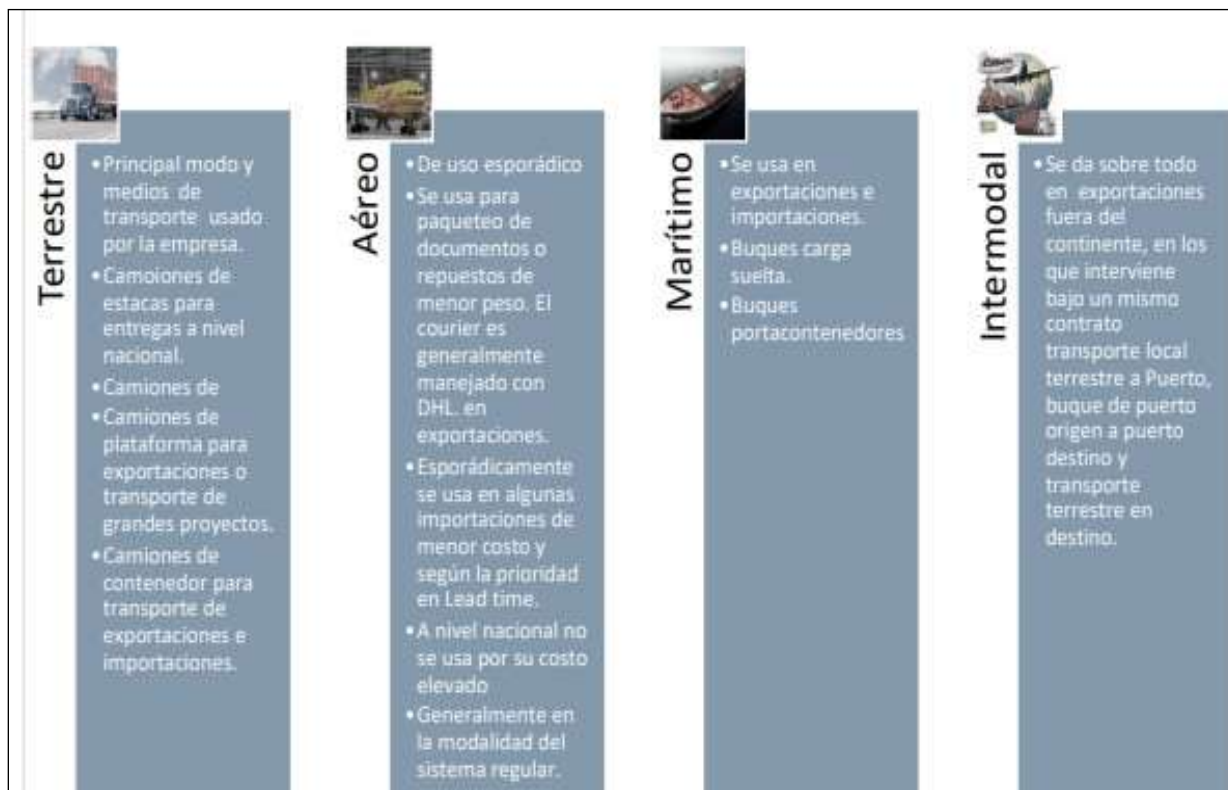 Terrestre
•Principal modo y
medios de
transporte usado
por la empresa.
•Camoiones de
estacas para
entregas a nivel
nacional.
•Camiones de
•Camiones de
plataforma para
exportaciones o
transporte de
grandes proyectos.
•Camiones de
contenedor para
transporte de
exportaciones e
importaciones.
Aéreo
•De uso esporádico
•Se usa para
paqueteo de
documentos o
repuestos de
menor peso. El
courier es
generalmente
manejado con
DHL. en
exportaciones.
•Esporádicamente
se usa en algunas
importaciones de
menor costo y
según la prioridad
en Lead time.
•A nivel nacional no
se usa por su costo
elevado
•Generalmente en
la modalidad del
sistema regular.
Marítimo
•Se usa en
exportaciones e
importaciones.
•Buques carga
suelta.
•Buques
portacontenedores
Intermodal
•Se da sobre todo
en exportaciones
fuera del
continente, en los
que interviene
bajo un mismo
contrato
transporte local
terrestre a Puerto,
buque de puerto
origen a puerto
destino y
transporte
terrestre en
destino.